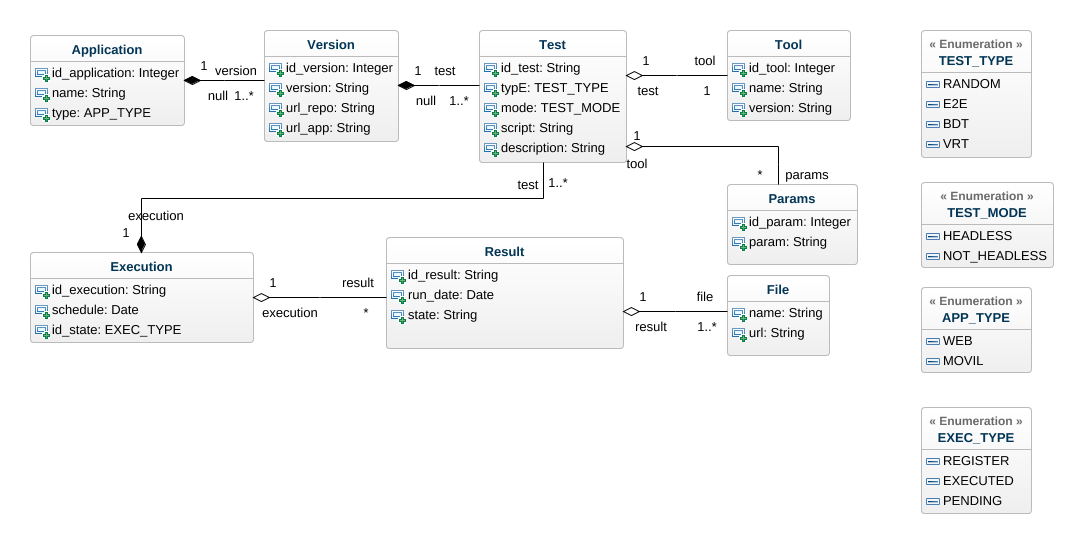 Application
id_application: Integer
name: String
type: APP_TYPE
1 version
null 1..*
Version
id_version: Integer
version: String
url_repo: String
url_app: String
1 test
null 1..*
Test
id_test: String
typE: TEST_TYPE
mode: TEST_MODE
script: String
description: String
1 tool
test 1
Tool
id_tool: Integer
name: String
version: String
1
tool
* params
Params
id_param: Integer
param: String
test 1..*
execution
1
Execution
id_execution: String
schedule: Date
id_state: EXEC_TYPE
1 result
execution *
Result
id_result: String
run_date: Date
state: String
1 file
result 1..*
File
name: String
url: String
« Enumeration »
TEST_TYPE
RANDOM
E2E
BDT
VRT
« Enumeration »
TEST_MODE
HEADLESS
NOT_HEADLESS
« Enumeration »
APP_TYPE
WEB
MOVIL
« Enumeration »
EXEC_TYPE
REGISTER
EXECUTED
PENDING